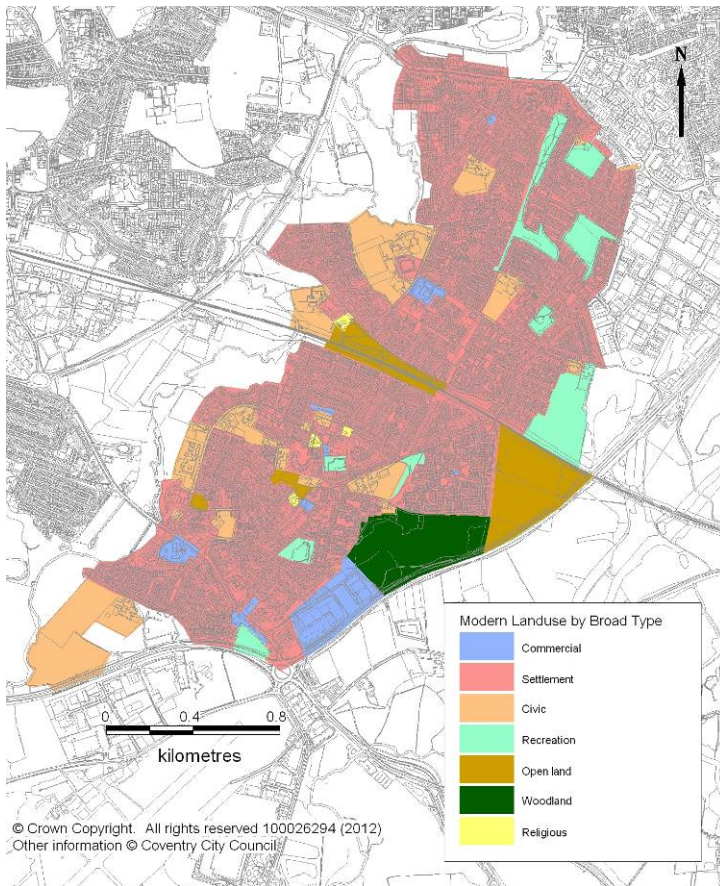 N
Modern Landuse by Broad Type
Commercial
Settlement
Civic
Recreation
Open land
Woodland
Religious
0 0.4 0.8
kilometres
© Crown Copyright. All rights reserved 100026294 (2012)
Other information © Coventry City Council